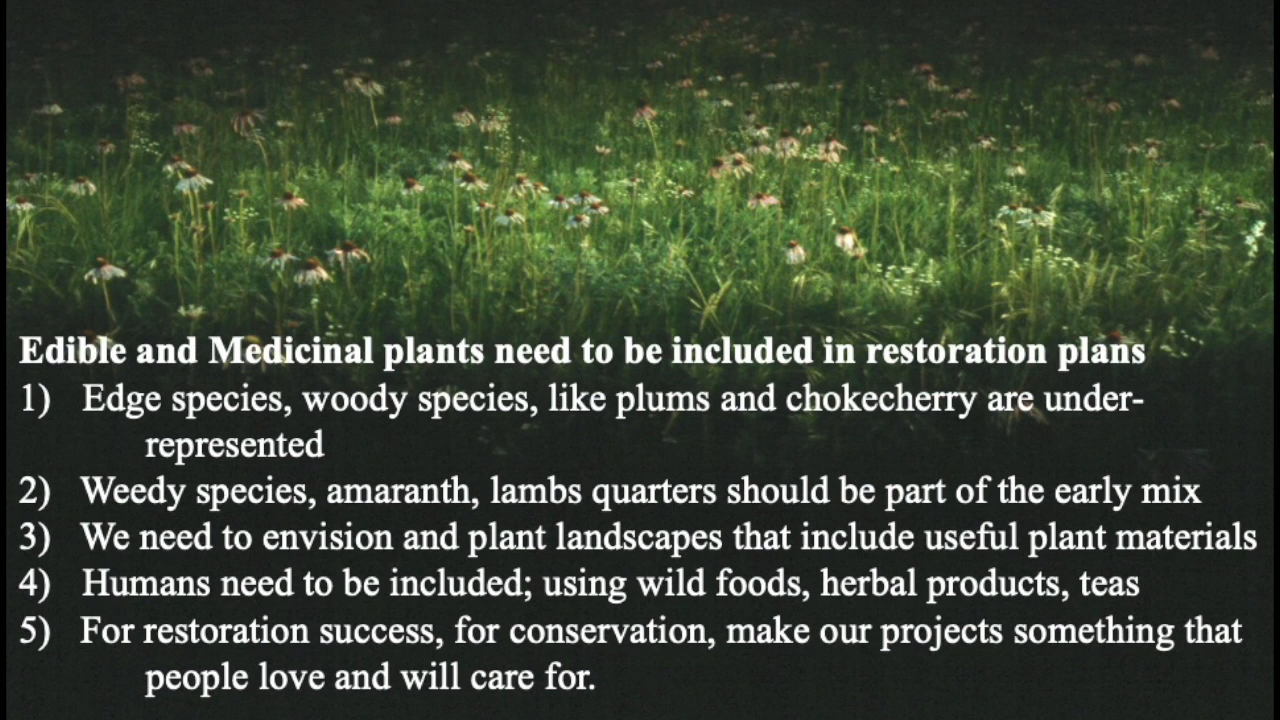 Edible and Medicinal plants need to be included in restoration plans
1) Edge species, woody species, like plums and chokecherry are under-
represented
2) Weedy species, amaranth, lambs quarters should be part of the early mix
3) We need to envision and plant landscapes that include useful plant materials
4) Humans need to be included; using wild foods, herbal products, teas
5) For restoration success, for conservation, make our projects something that
people love and will care for.